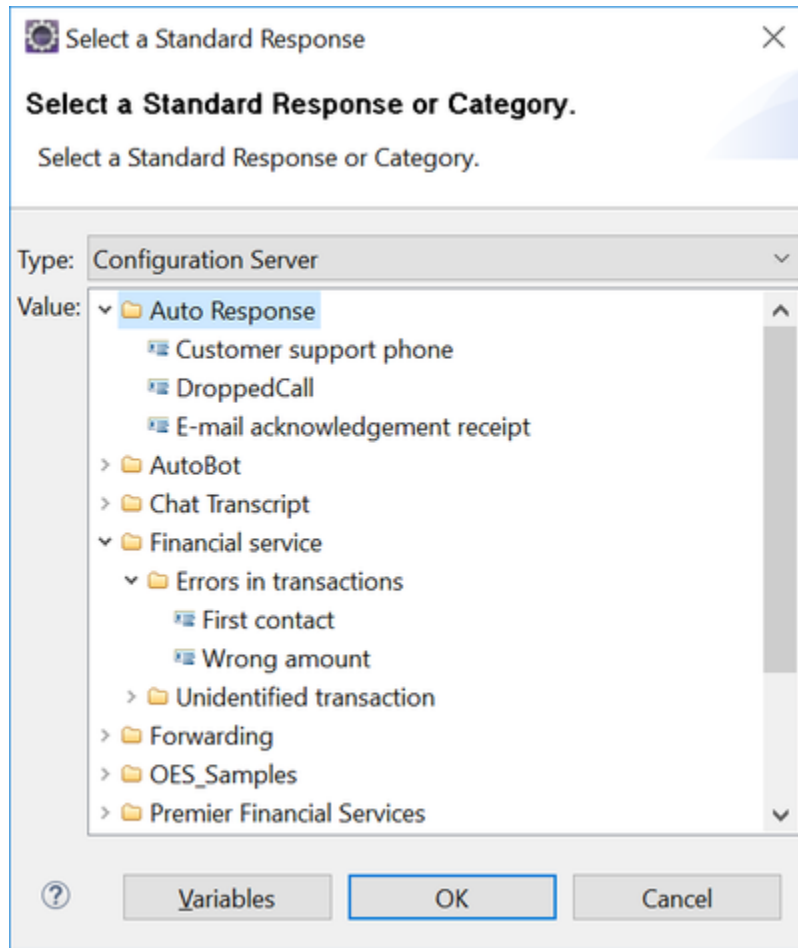 Select a Standard Response
Select a Standard Response or Category.
Select a Standard Response or Category.
Type: Configuration Server
Value: Auto Response
Customer support phone
DroppedCall
E-mail acknowledgement receipt
AutoBot
Chat Transcript
Financial service
Errors in transactions
First contact
Wrong amount
Unidentified transaction
Forwarding
OES_Samples
Premier Financial Services
? Variables OK Cancel